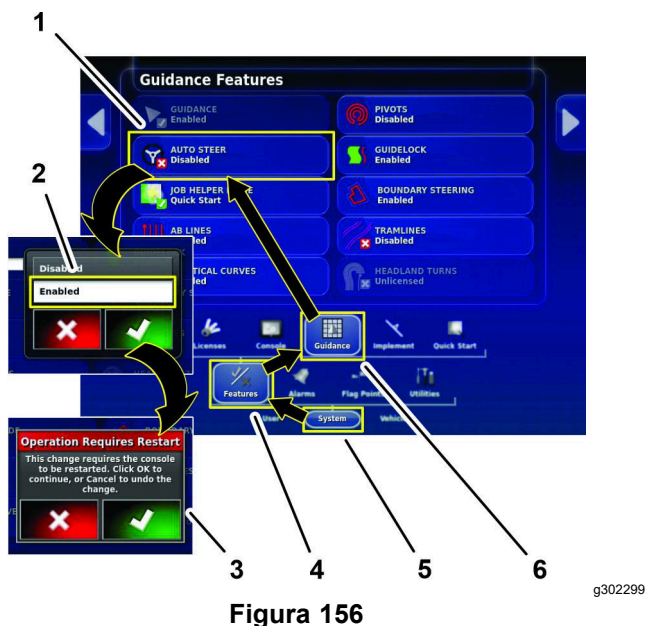 1
Guidance Features
GUIDANCE
Enabled
PIVOTS
Disabled
AUTO STEER
Disabled
GUIDELOCK
Enabled
2
JOB HELPER
Quick Start
BOUNDARY STEERING
Enabled
AB LINES
TRAMLINES
Disabled
Disabled
Enabled
CURVES
HEADLAND TURNS
Unlicensed
Licenses
Console
Guidance
Implement
Quick Start
Features
Alarms
Flag Points
Utilities
User
System
Vehicle
Operation Requires Restart
This change requires the console
to be restarted. Click OK to
continue, or Cancel to undo the
change.
3
4
5
6
g302299
Figura 156